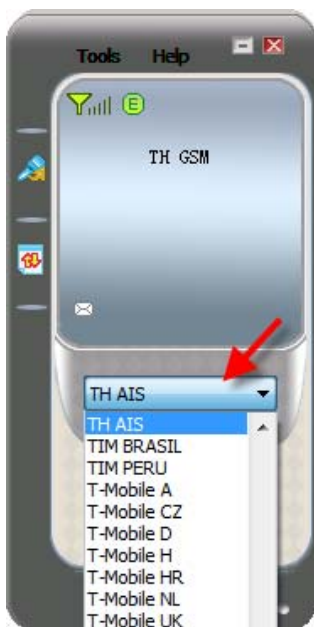 Tools Help
E
TH GSM
TH AIS
TH AIS
TIM BRASIL
TIM PERU
T-Mobile A
T-Mobile CZ
T-Mobile D
T-Mobile H
T-Mobile HR
T-Mobile NL
T-Mobile UK